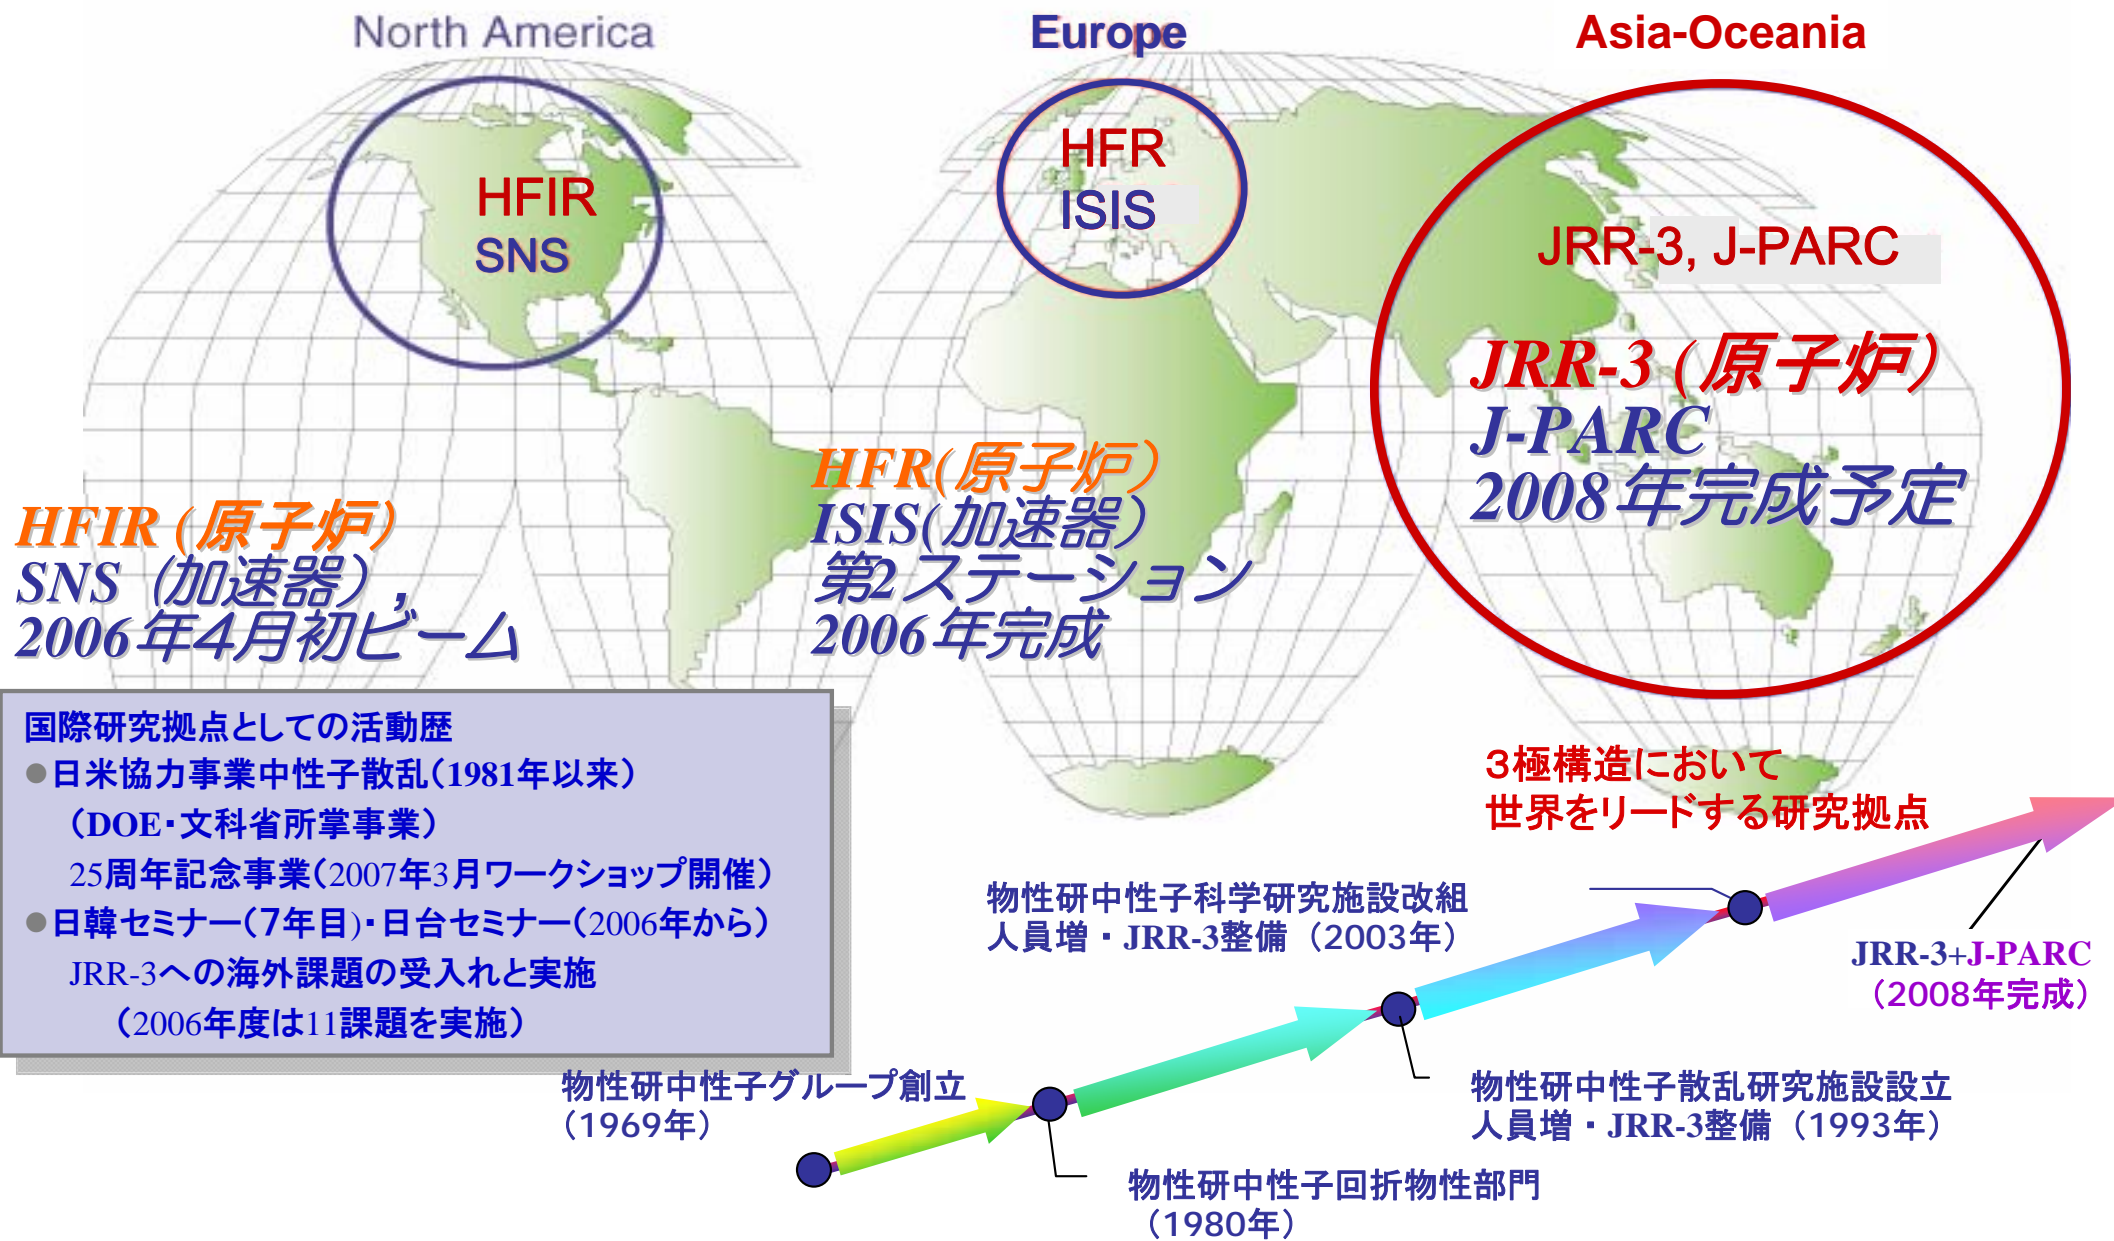 North America
Europe
Asia-Oceania
HFIR
SNS
HFR
ISIS
JRR-3, J-PARC
HFIR (原子炉)
SNS (加速器),
2006年4月初ビーム
HFR(原子炉)
ISIS(加速器)
第2ステーション
2006年完成
JRR-3 (原子炉)
J-PARC
2008年完成予定
国際研究拠点としての活動歴
●日米協力事業中性子散乱(1981年以来)
(DOE・文科省所掌事業)
25周年記念事業(2007年3月ワークショップ開催)
●日韓セミナー(7年目)・日台セミナー(2006年から)
JRR-3への海外課題の受入れと実施
(2006年度は11課題を実施)
3極構造において
世界をリードする研究拠点
物性研中性子科学研究施設改組
人員増・JRR-3整備(2003年)
JRR-3+J-PARC
(2008年完成)
物性研中性子グループ創立
(1969年)
物性研中性子散乱研究施設設立
人員増・JRR-3整備(1993年)
物性研中性子回折物性部門
(1980年)